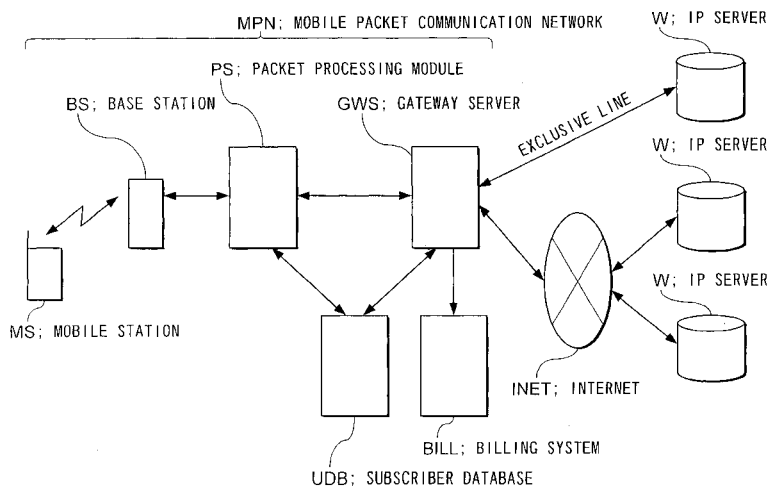 MPN; MOBILE PACKET COMMUNICATION NETWORK
W; IP SERVER
PS; PACKET PROCESSING MODULE
BS; BASE STATION
GWS; GATEWAY SERVER
EXCLUSIVE LINE
W; IP SERVER
W; IP SERVER
MS; MOBILE STATION
INET; INTERNET
BILL; BILLING SYSTEM
UDB; SUBSCRIBER DATABASE